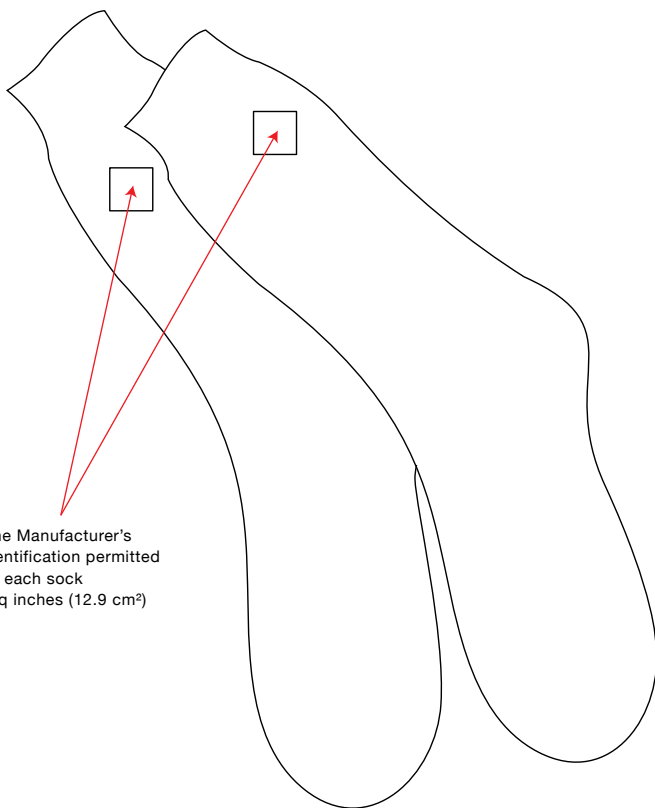 ne Manufacturer's
entification permitted
each sock
q inches (12.9 cm²)